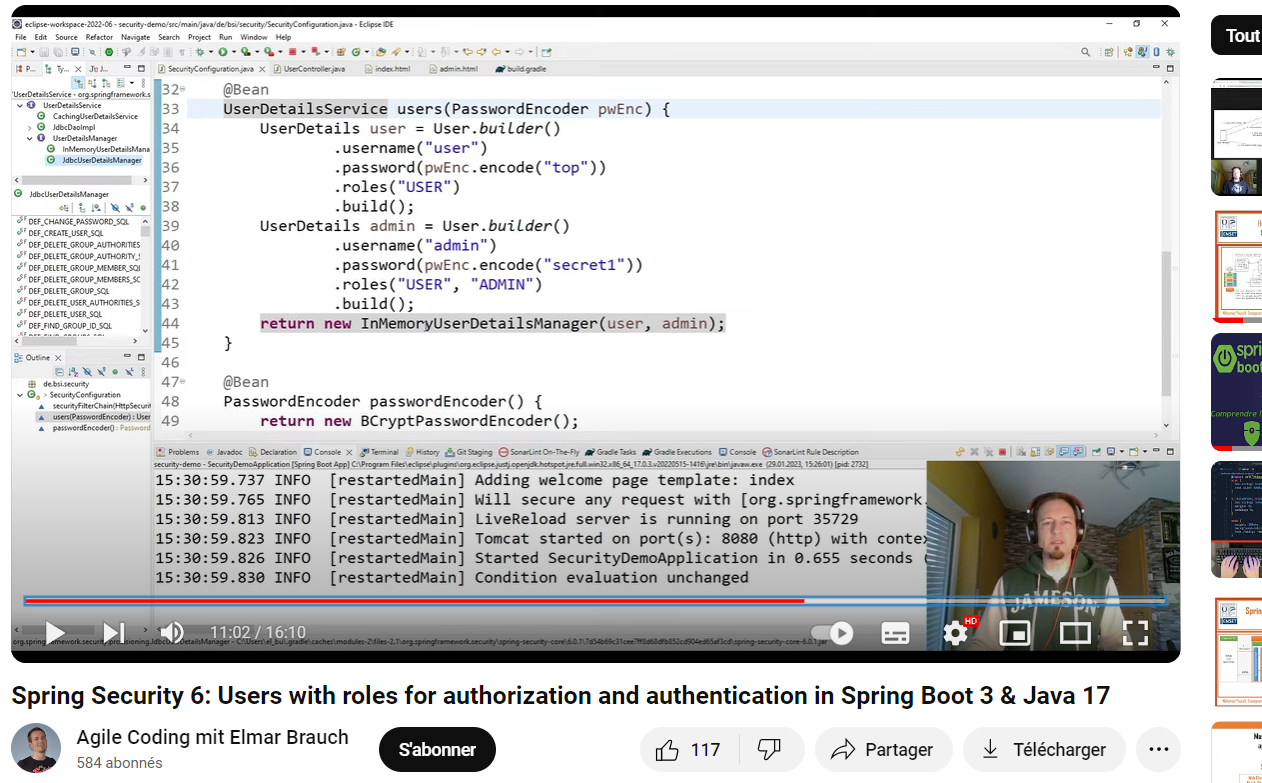 eclipse-workspace-2022-06 - security-demo/src/main/java/de/bsi/security/SecurityConfiguration.java - Eclipse IDE
File Edit Source Refactor Navigate Search Project Run Window Help
P... Ty... Ju J...
SecurityConfiguration.java UserController.java index.html admin.html build.gradle
'UserDetailsService - org.springframework.s
UserDetailsService
CachingUserDetailsService
JdbcDaoImpl
UserDetailsManager
InMemoryUserDetailsMana
JdbcUserDetailsManager
JdbcUserDetailsManager
DEF_CHANGE_PASSWORD_SQL
DEF_CREATE_USER_SQL
DEF_DELETE_GROUP_AUTHORITIES
DEF_DELETE_GROUP_AUTHORITY_S
DEF_DELETE_GROUP_MEMBER_SQL
DEF_DELETE_GROUP_MEMBERS_SC
DEF_DELETE_GROUP_SQL
DEF_DELETE_USER_AUTHORITIES_S
DEF_DELETE_USER_SQL
DEF_FIND_GROUP_ID_SQL
Outline
de.bsi.security
SecurityConfiguration
securityFilterChain(HttpSecurit
users(PasswordEncoder) : User
passwordEncoder() : Password
32 @Bean
33 UserDetailsService users(PasswordEncoder pwEnc) {
34 UserDetails user = User.builder()
35 .username("user")
36 .password(pwEnc.encode("top"))
37 .roles("USER")
38 .build();
39 UserDetails admin = User.builder()
40 .username("admin")
41 .password(pwEnc.encode("secret1"))
42 .roles("USER", "ADMIN")
43 .build();
44 return new InMemoryUserDetailsManager(user, admin);
45 }
46
47 @Bean
48 PasswordEncoder passwordEncoder() {
49 return new BCryptPasswordEncoder();
Problems Javadoc Declaration Console Terminal History Git Staging SonarLint On-The-Fly Gradle Tasks Gradle Executions Console SonarLint Rule Description
security-demo - SecurityDemoApplication [Spring Boot App] C:\Program Files\eclipse\plugins\org.eclipse.justj.openjdk.hotspot.jre.full.win32.x86_64_17.0.3.v20220515-1416\jre\bin\javaw.exe (29.01.2023, 15:26:01) [pid: 2732]
15:30:59.737 INFO [restartedMain] Adding welcome page template: index
15:30:59.765 INFO [restartedMain] Will secure any request with [org.springframework.
15:30:59.813 INFO [restartedMain] LiveReload server is running on port 35729
15:30:59.823 INFO [restartedMain] Tomcat started on port(s): 8080 (http) with conte
15:30:59.826 INFO [restartedMain] Started SecurityDemoApplication in 0.655 seconds
15:30:59.830 INFO [restartedMain] Condition evaluation unchanged
JAMESON
11:02 / 16:10
HD
Spring Security 6: Users with roles for authorization and authentication in Spring Boot 3 & Java 17
Agile Coding mit Elmar Brauch
584 abonnés
S'abonner
117
Partager
Télécharger
Tout
spri
boo
Comprendre l
Sprin